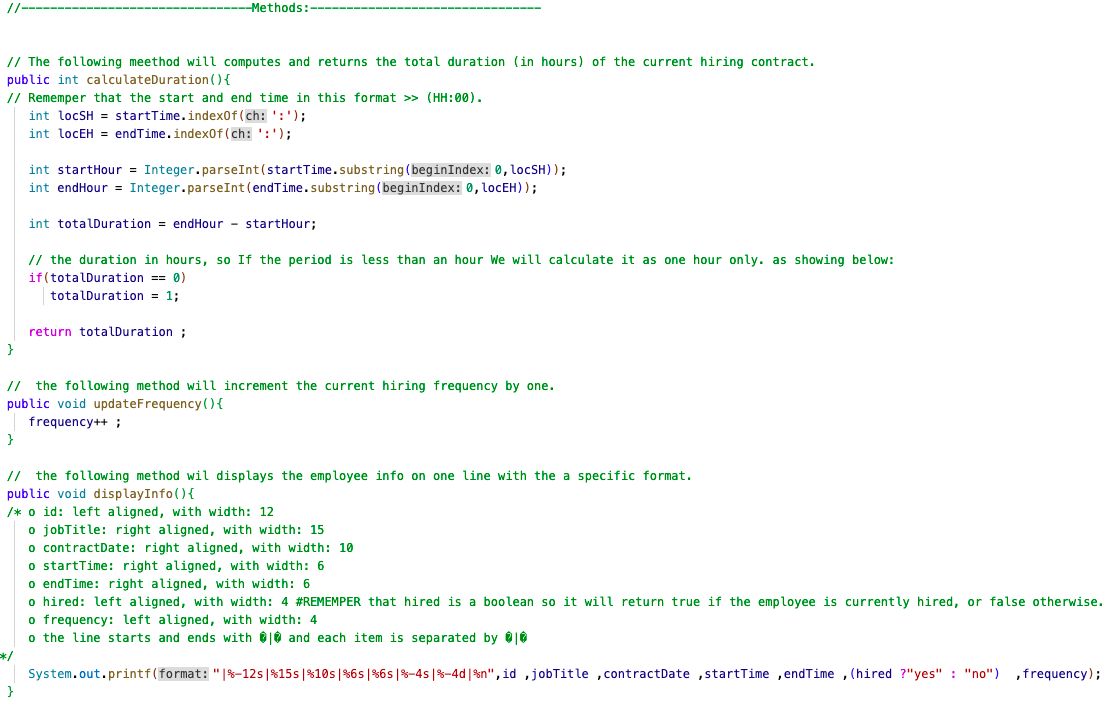 //--------------------------------Methods:--------------------------------
// The following meethod will computes and returns the total duration (in hours) of the current hiring contract.
public int calculateDuration(){
// Rememper that the start and end time in this format >> (HH:00).
int locSH = startTime.indexOf(ch: ':');
int locEH = endTime.indexOf(ch: ':');
int startHour = Integer.parseInt(startTime.substring(beginIndex: 0,locSH));
int endHour = Integer.parseInt(endTime.substring(beginIndex: 0,locEH));
int totalDuration = endHour - startHour;
// the duration in hours, so If the period is less than an hour We will calculate it as one hour only. as showing below:
if(totalDuration == 0)
totalDuration = 1;
return totalDuration ;
}
//  the following method will increment the current hiring frequency by one.
public void updateFrequency(){
frequency++ ;
}
//  the following method wil displays the employee info on one line with the a specific format.
public void displayInfo(){
/* o id: left aligned, with width: 12
o jobTitle: right aligned, with width: 15
o contractDate: right aligned, with width: 10
o startTime: right aligned, with width: 6
o endTime: right aligned, with width: 6
o hired: left aligned, with width: 4 #REMEMPER that hired is a boolean so it will return true if the employee is currently hired, or false otherwise.
o frequency: left aligned, with width: 4
o the line starts and ends with �|� and each item is separated by �|�
*/
System.out.printf(format: "|%-12s|%15s|%10s|%6s|%6s|%-4s|%-4d|%n",id ,jobTitle ,contractDate ,startTime ,endTime ,(hired ?"yes" : "no")  ,frequency);
}